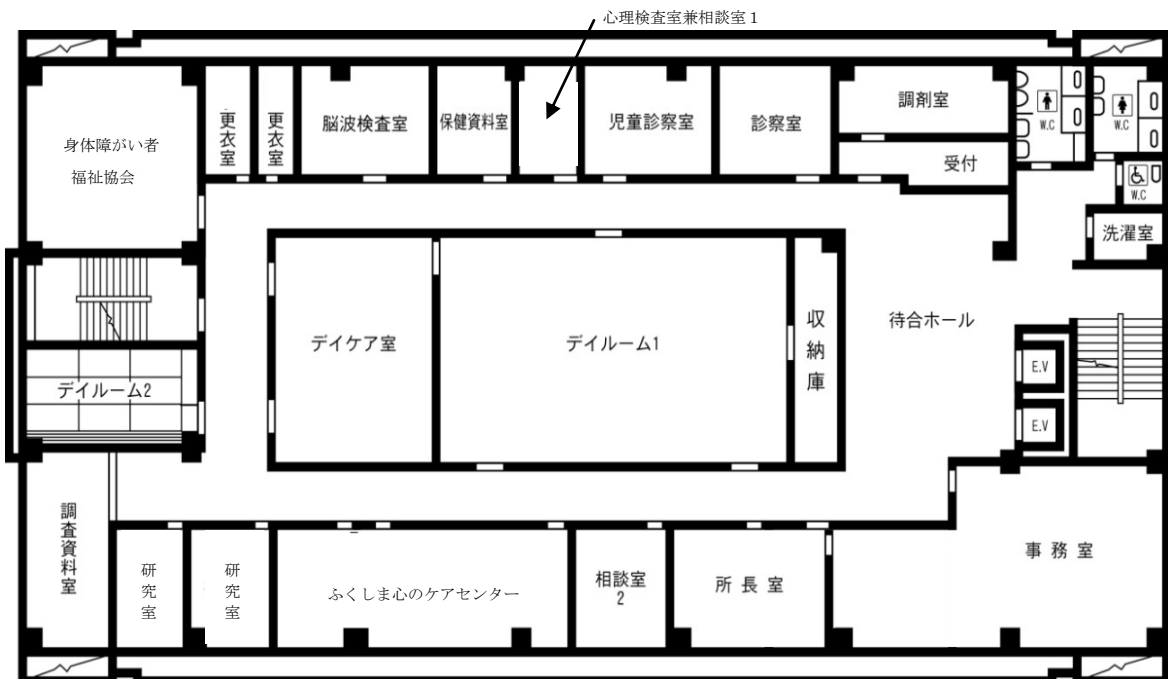 心理検査室兼相談室１
身体障がい者
福祉協会
更衣室
更衣室
脳波検査室
保健資料室
児童診察室
診察室
調剤室
受付
W.C
W.C
W.C
洗濯室
デイケア室
デイルーム1
収納庫
待合ホール
E.V
E.V
デイルーム2
調査資料室
研究室
研究室
ふくしま心のケアセンター
相談室
2
所長室
事務室